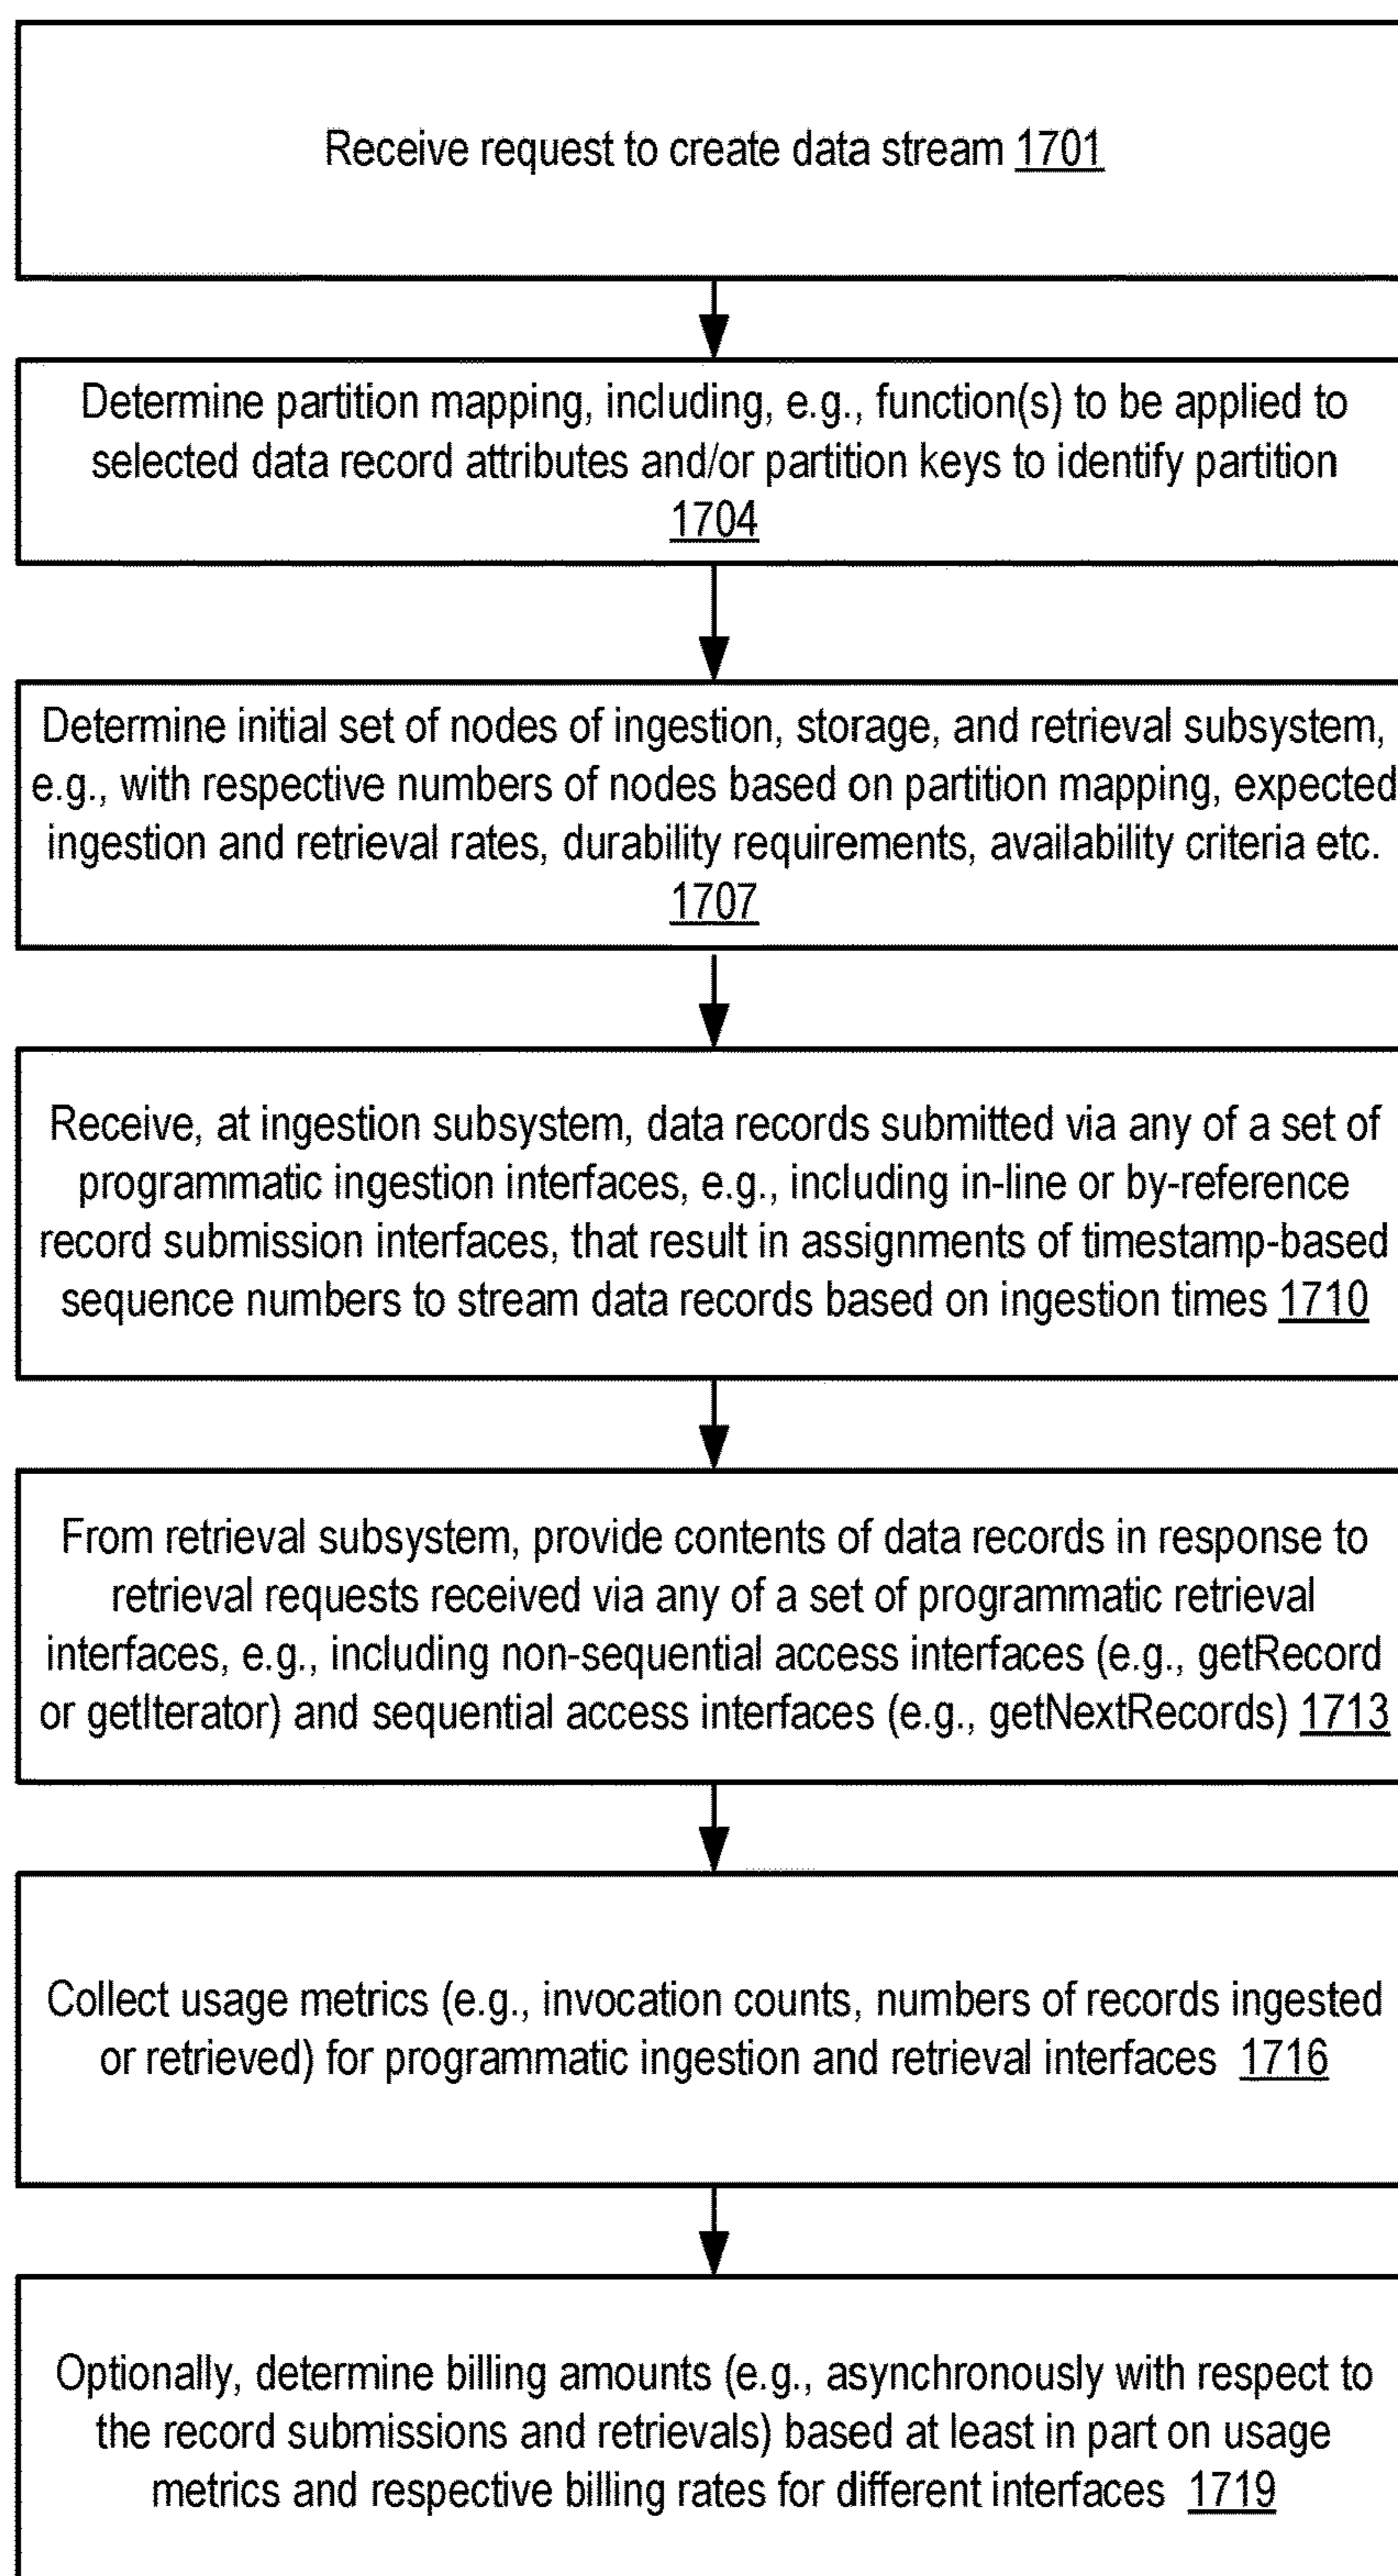 Receive request to create data stream 1701
Determine partition mapping, including, e.g., function(s) to be applied to
selected data record attributes and/or partition keys to identify partition
1704
Determine initial set of nodes of ingestion, storage, and retrieval subsystem,
e.g., with respective numbers of nodes based on partition mapping, expected
ingestion and retrieval rates, durability requirements, availability criteria etc.
1707
Receive, at ingestion subsystem, data records submitted via any of a set of
programmatic ingestion interfaces, e.g., including in-line or by-reference
record submission interfaces, that result in assignments of timestamp-based
sequence numbers to stream data records based on ingestion times 1710
From retrieval subsystem, provide contents of data records in response to
retrieval requests received via any of a set of programmatic retrieval
interfaces, e.g., including non-sequential access interfaces (e.g., getRecord
or getIterator) and sequential access interfaces (e.g., getNextRecords) 1713
Collect usage metrics (e.g., invocation counts, numbers of records ingested
or retrieved) for programmatic ingestion and retrieval interfaces 1716
Optionally, determine billing amounts (e.g., asynchronously with respect to
the record submissions and retrievals) based at least in part on usage
metrics and respective billing rates for different interfaces 1719